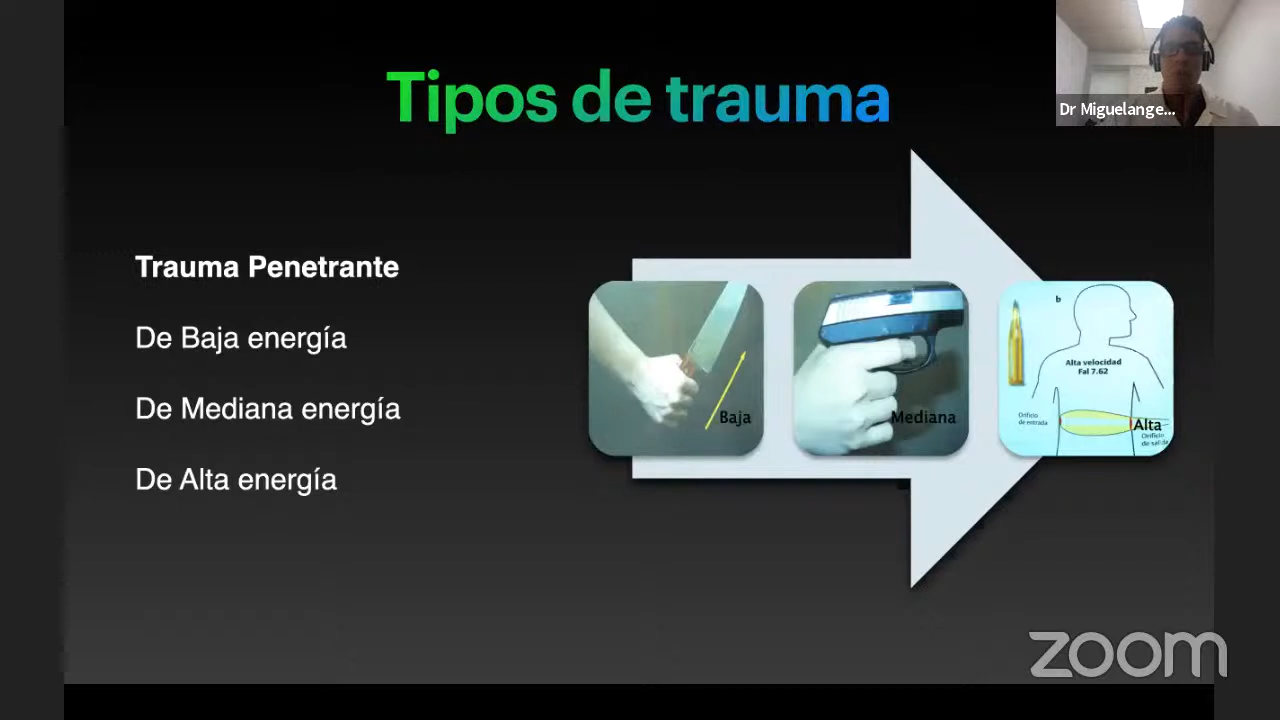 Tipos de trauma
Dr Miguelange...
Trauma Penetrante
De Baja energía
De Mediana energía
De Alta energía
Baja
Mediana
b
Alta velocidad
Fal 7.62
Orificio
de entrada
Alta
Orificio
de salida
zoom